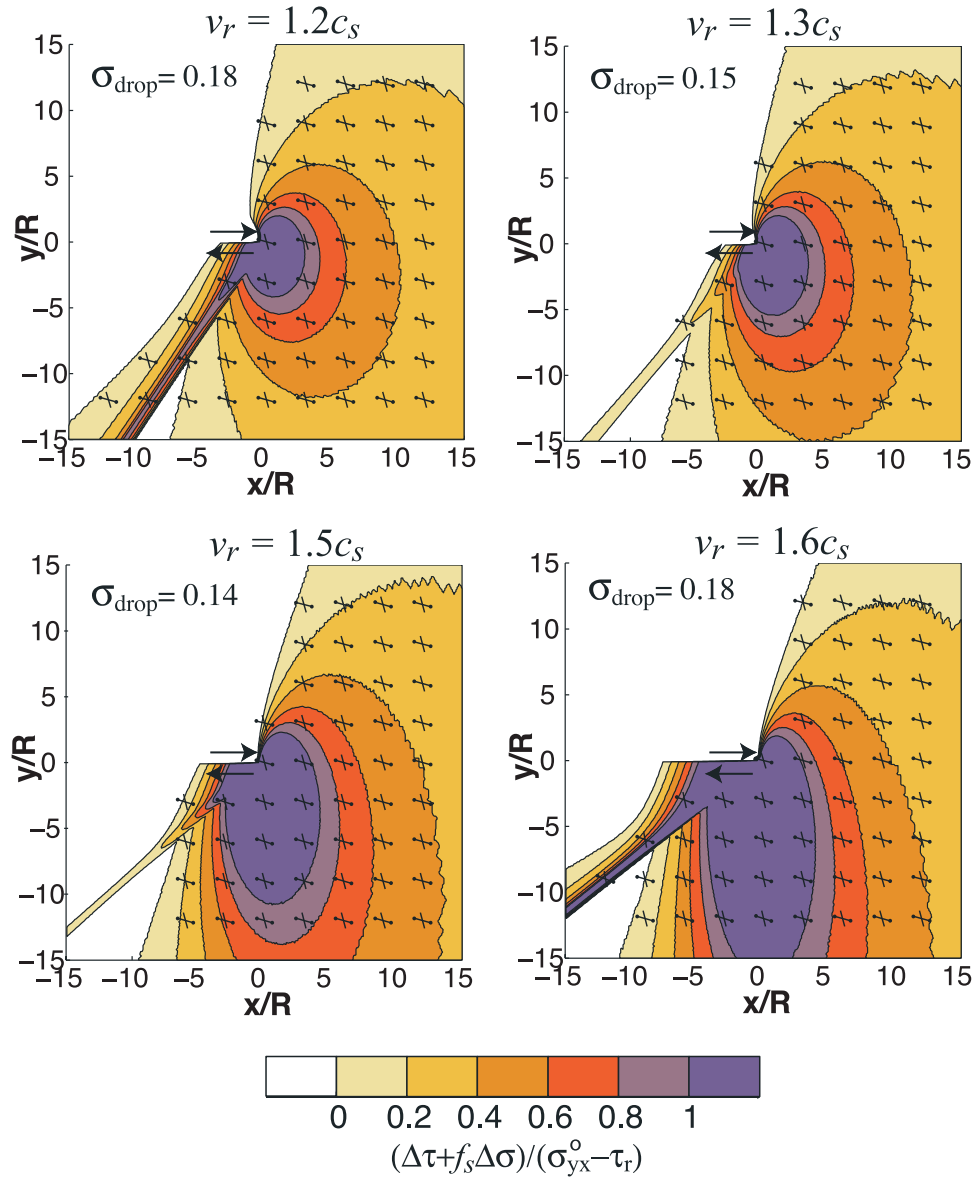 v_r = 1.2c_s
σ_drop = 0.18
15
10
5
0
−5
−10
−15
y/R
−15 −10 −5 0 5 10 15
x/R
v_r = 1.3c_s
σ_drop = 0.15
15
10
5
0
−5
−10
−15
y/R
−15 −10 −5 0 5 10 15
x/R
v_r = 1.5c_s
σ_drop = 0.14
15
10
5
0
−5
−10
−15
y/R
−15 −10 −5 0 5 10 15
x/R
v_r = 1.6c_s
σ_drop = 0.18
15
10
5
0
−5
−10
−15
y/R
−15 −10 −5 0 5 10 15
x/R
0 0.2 0.4 0.6 0.8 1
(Δτ+f_sΔσ)/(σ^o_yx−τ_r)